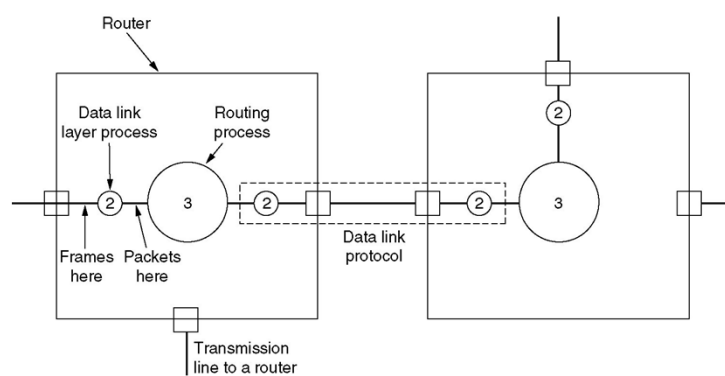 Router
Data link
layer process
Routing
process
2
2
3
2
2
3
Frames
here
Packets
here
Data link
protocol
Transmission
line to a router